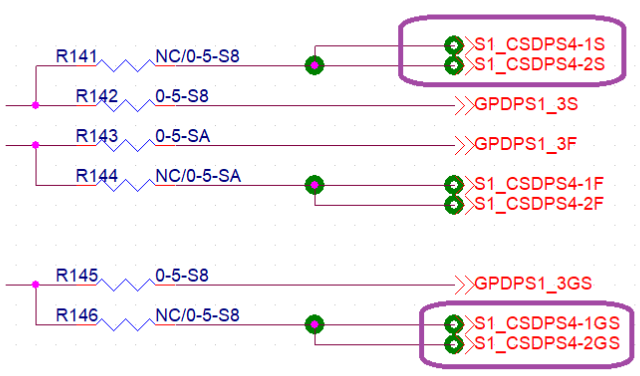 R141 NC/0-5-S8 S1_CSDPS4-1S
S1_CSDPS4-2S
R142 0-5-S8 GPDPS1_3S
R143 0-5-SA GPDPS1_3F
R144 NC/0-5-SA S1_CSDPS4-1F
S1_CSDPS4-2F
R145 0-5-S8 GPDPS1_3GS
R146 NC/0-5-S8 S1_CSDPS4-1GS
S1_CSDPS4-2GS